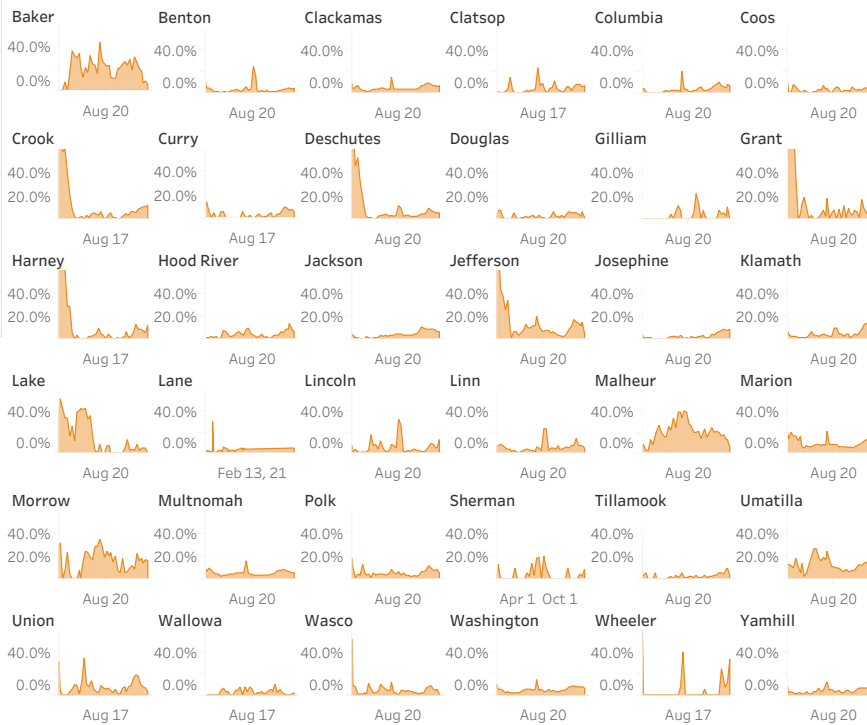 Baker Benton Clackamas Clatsop Columbia Coos
40.0% 40.0% 40.0% 40.0% 40.0% 40.0%
0.0% 0.0% 0.0% 0.0% 0.0% 0.0%
Aug 20 Aug 20 Aug 20 Aug 17 Aug 20 Aug 20
Crook Curry Deschutes Douglas Gilliam Grant
40.0% 40.0% 40.0% 40.0% 40.0% 40.0%
20.0% 20.0% 20.0% 20.0% 20.0% 20.0%
Aug 17 Aug 17 Aug 20 Aug 20 Aug 20 Aug 20
Harney Hood River Jackson Jefferson Josephine Klamath
40.0% 40.0% 40.0% 40.0% 40.0% 40.0%
20.0% 20.0% 20.0% 20.0% 20.0% 20.0%
Aug 17 Aug 20 Aug 20 Aug 20 Aug 20 Aug 20
Lake Lane Lincoln Linn Malheur Marion
40.0% 40.0% 40.0% 40.0% 40.0% 40.0%
0.0% 0.0% 0.0% 0.0% 0.0% 0.0%
Aug 20 Feb 13, 21 Aug 20 Aug 20 Aug 20 Aug 20
Morrow Multnomah Polk Sherman Tillamook Umatilla
40.0% 40.0% 40.0% 40.0% 40.0% 40.0%
20.0% 20.0% 20.0% 20.0% 20.0% 20.0%
Aug 20 Aug 20 Aug 20 Apr 1 Oct 1 Aug 20 Aug 20
Union Wallowa Wasco Washington Wheeler Yamhill
40.0% 40.0% 40.0% 40.0% 40.0% 40.0%
0.0% 0.0% 0.0% 0.0% 0.0% 0.0%
Aug 17 Aug 20 Aug 20 Aug 20 Aug 17 Aug 20